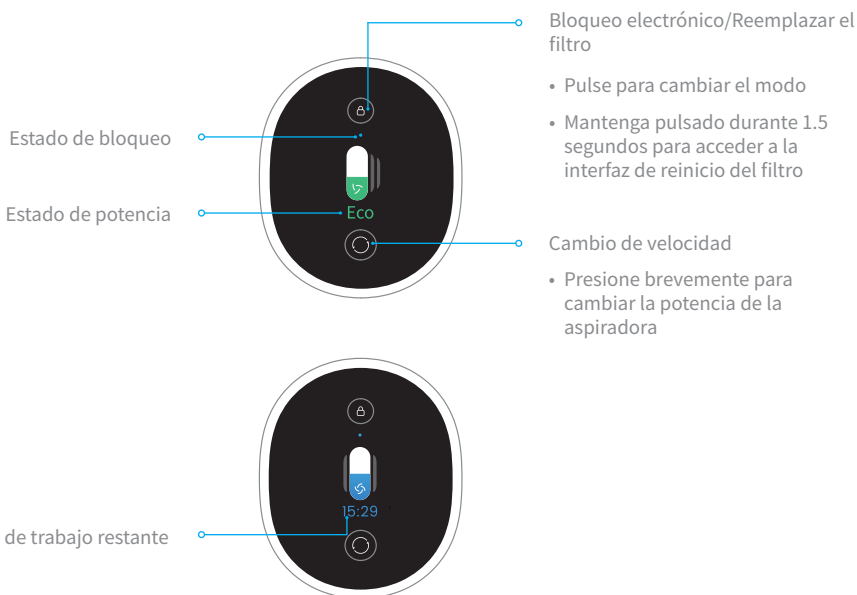 Bloqueo electrónico/Reemplazar el
filtro
• Pulse para cambiar el modo
• Mantenga pulsado durante 1.5
segundos para acceder a la
interfaz de reinicio del filtro
Estado de bloqueo
Estado de potencia
Eco
Cambio de velocidad
• Presione brevemente para
cambiar la potencia de la
aspiradora
15:29
de trabajo restante